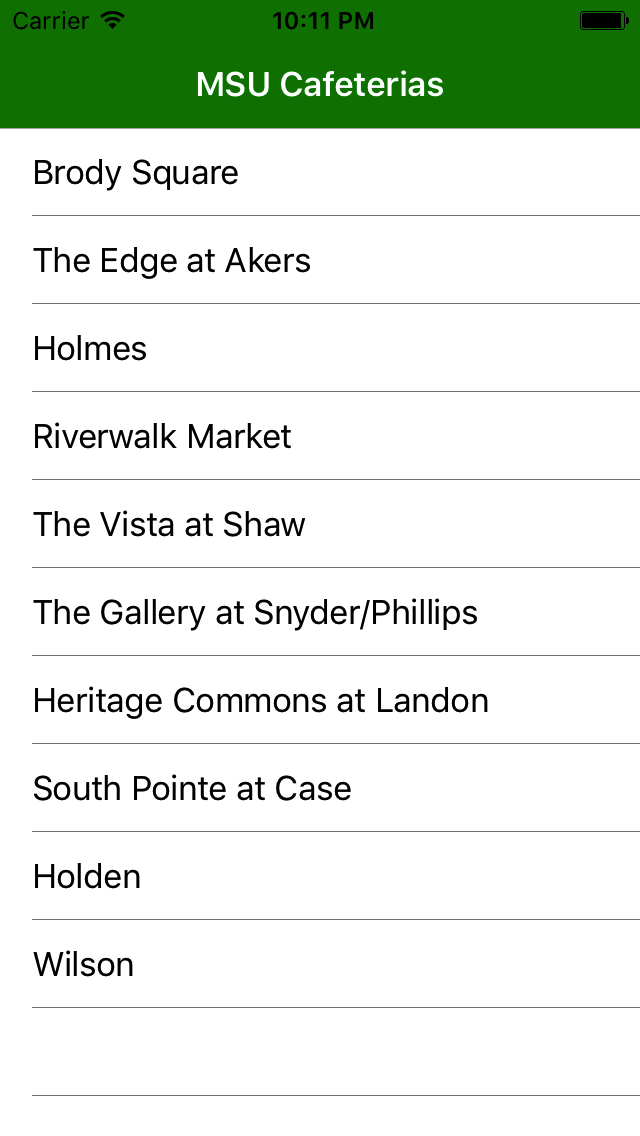 Carrier 10:11 PM
MSU Cafeterias
Brody Square
The Edge at Akers
Holmes
Riverwalk Market
The Vista at Shaw
The Gallery at Snyder/Phillips
Heritage Commons at Landon
South Pointe at Case
Holden
Wilson